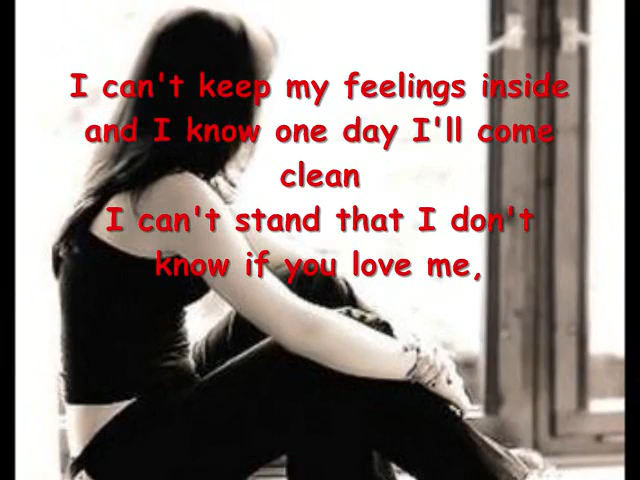 I can't keep my feelings inside
and I know one day I'll come
clean
I can't stand that I don't
know if you love me,